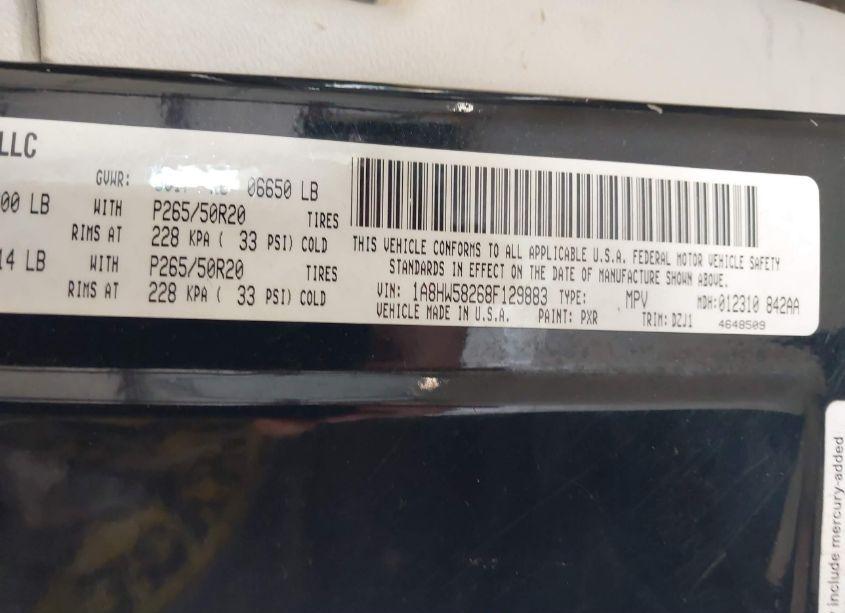 LLC
GVWR: 06650 LB
00 LB WITH P265/50R20 TIRES
RIMS AT 228 KPA ( 33 PSI) COLD
14 LB WITH P265/50R20 TIRES
RIMS AT 228 KPA ( 33 PSI) COLD
THIS VEHICLE CONFORMS TO ALL APPLICABLE U.S.A. FEDERAL MOTOR VEHICLE SAFETY
STANDARDS IN EFFECT ON THE DATE OF MANUFACTURE SHOWN ABOVE.
VIN: 1A8HW58268F129883 TYPE: MPV MDH:012310 842AA
VEHICLE MADE IN U.S.A. PAINT: PXR TRIM: DZJ1 4648509
include mercury-added